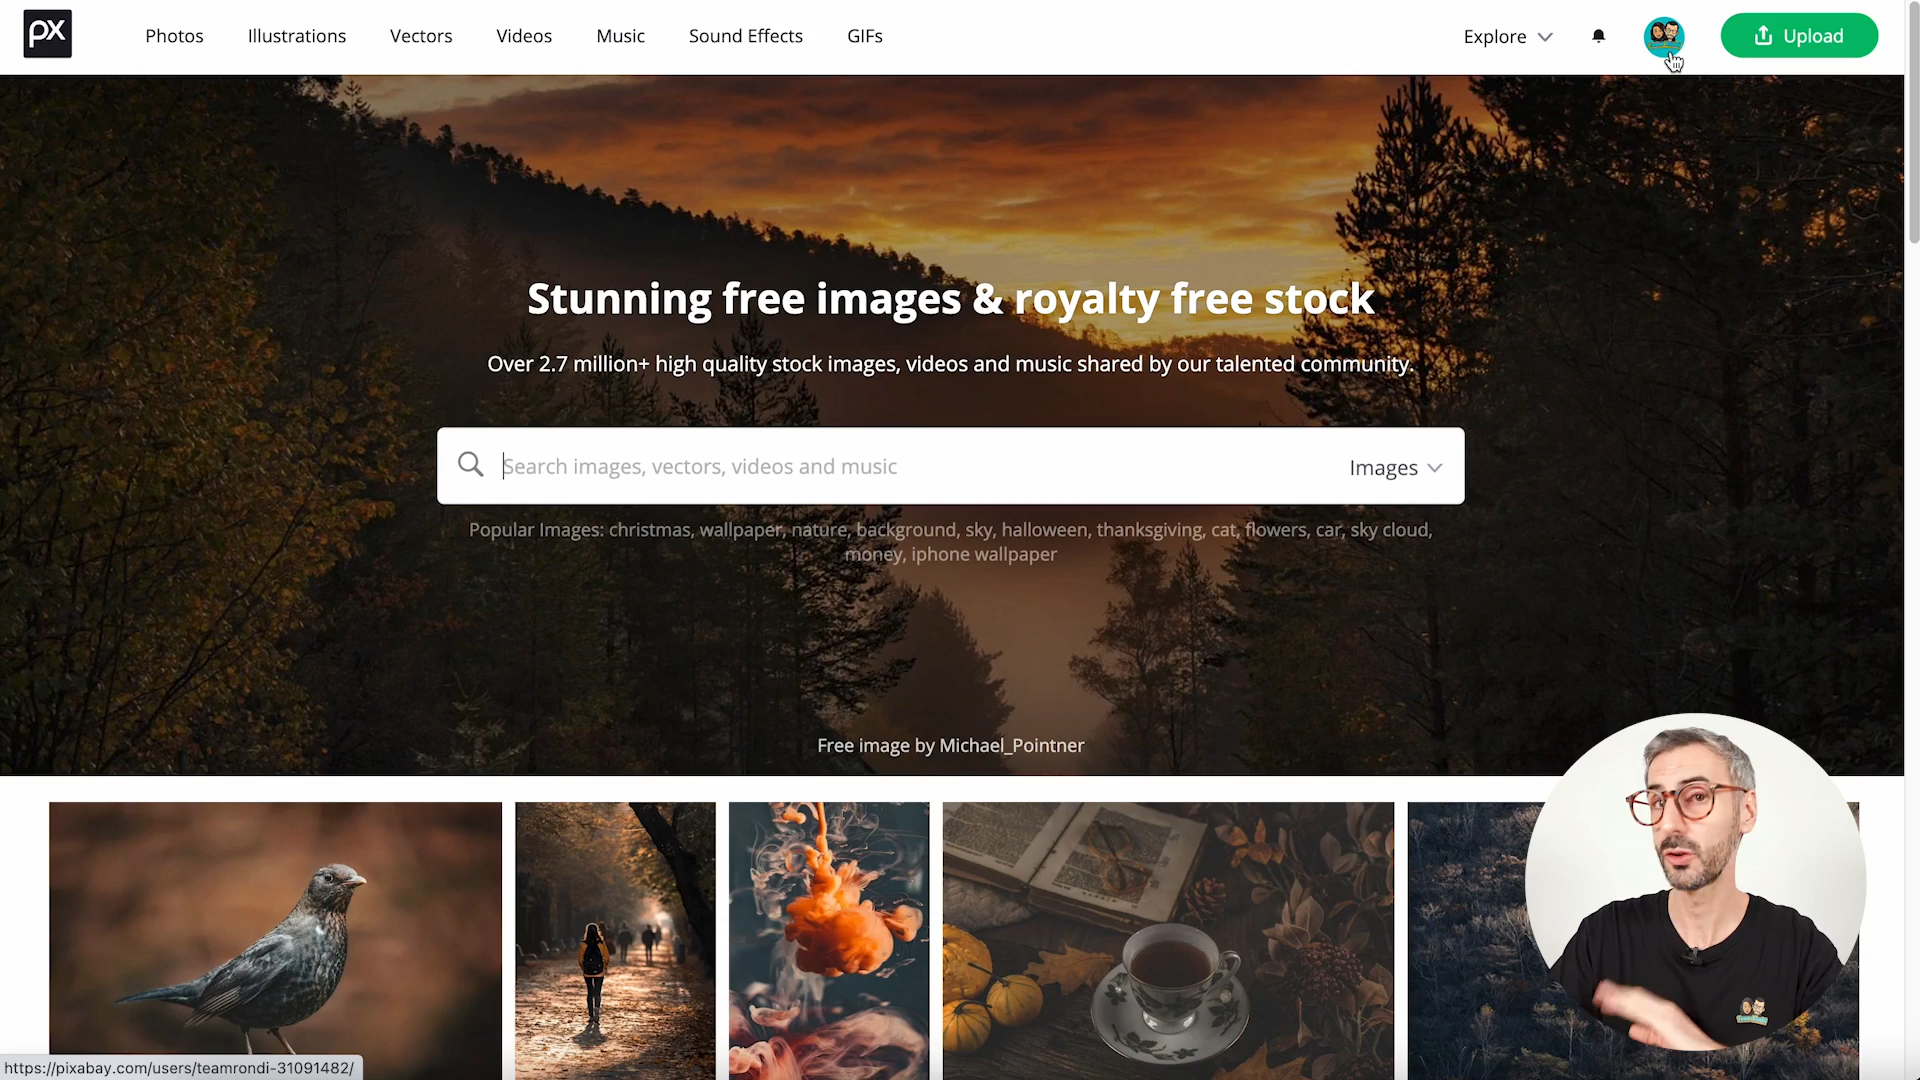 px
Photos Illustrations Vectors Videos Music Sound Effects GIFs Explore Upload
Stunning free images & royalty free stock
Over 2.7 million+ high quality stock images, videos and music shared by our talented community.
Search images, vectors, videos and music Images
Popular Images: christmas, wallpaper, nature, background, sky, halloween, thanksgiving, cat, flowers, car, sky cloud,
money, iphone wallpaper
Free image by Michael_Pointner
https://pixabay.com/users/teamrondi-31091482/